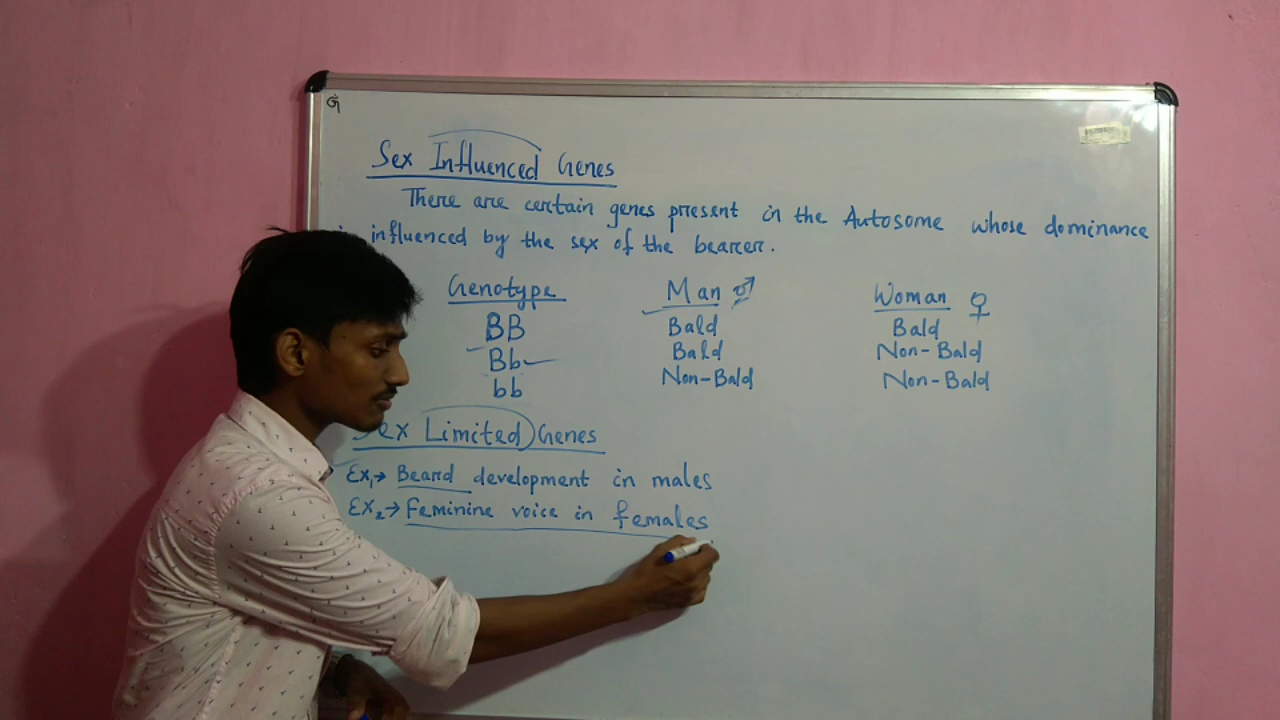 Sex Influenced Genes
There are certain genes present in the Autosome whose dominance
influenced by the sex of the bearer.
Genotype Man ♂ Woman ♀
BB Bald Bald
Bb Bald Non-Bald
bb Non-Bald Non-Bald
Sex Limited Genes
Ex1→ Beard development in males
Ex2→ Feminine voice in females